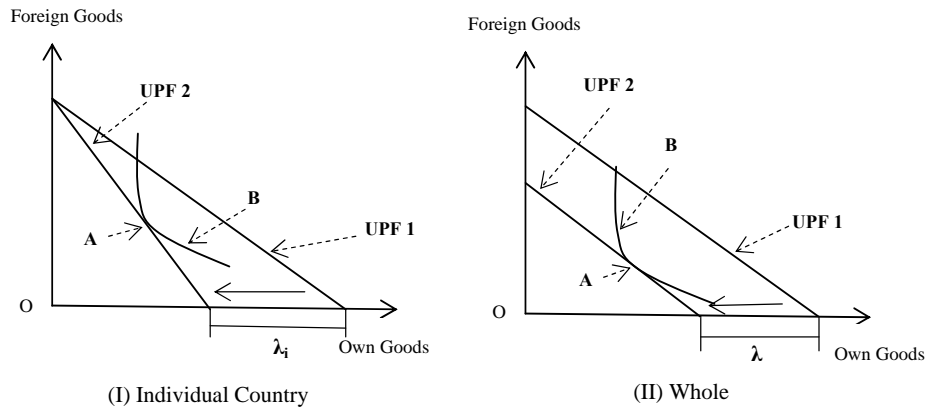 Foreign Goods
UPF 2
B
A
UPF 1
O
λi
Own Goods
(I) Individual Country
Foreign Goods
UPF 2
B
UPF 1
A
O
λ
Own Goods
(II) Whole